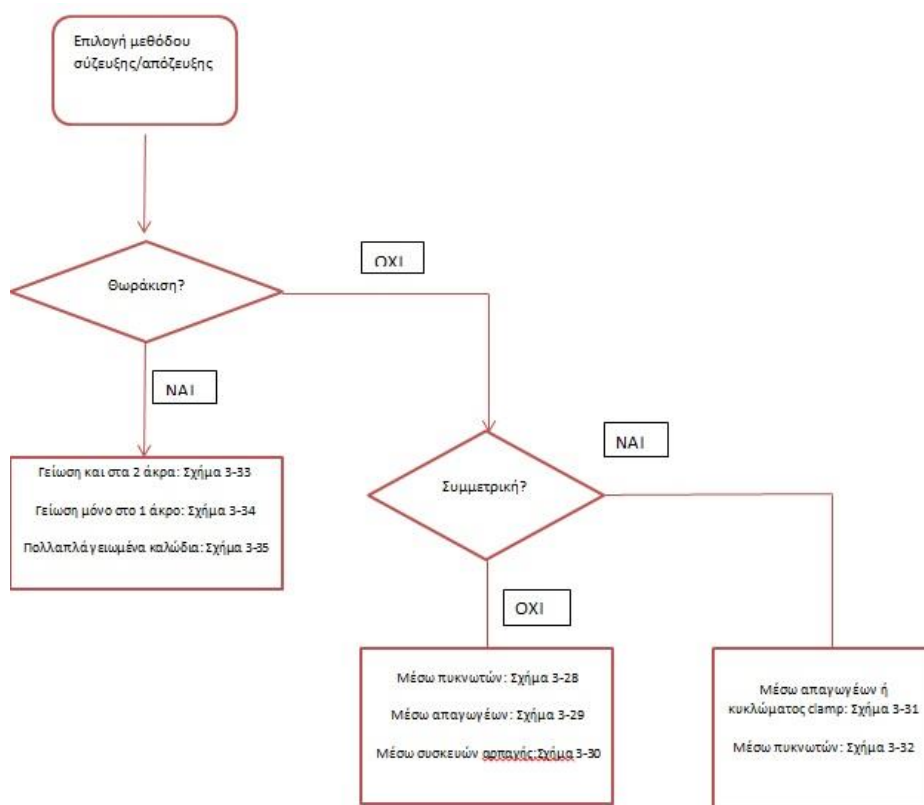 Επιλογή μεθόδου
σύζευξης/απόζευξης
Θωράκιση?
ΟΧΙ
ΝΑΙ
Γείωση και στα 2 άκρα: Σχήμα 3-33
Γείωση μόνο στο 1 άκρο: Σχήμα 3-34
Πολλαπλά γειωμένα καλώδια: Σχήμα 3-35
Συμμετρική?
ΝΑΙ
ΟΧΙ
Μέσω πυκνωτών: Σχήμα 3-28
Μέσω απαγωγέων: Σχήμα 3-29
Μέσω συσκευών αρπαγής:Σχήμα 3-30
Μέσω απαγωγέων ή
κυκλώματος clamp: Σχήμα 3-31
Μέσω πυκνωτών: Σχήμα 3-32